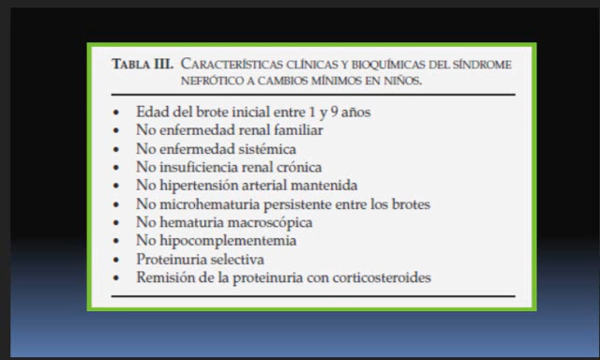 TABLA III. CARACTERÍSTICAS CLÍNICAS Y BIOQUÍMICAS DEL SÍNDROME
NEFRÓTICO A CAMBIOS MÍNIMOS EN NIÑOS.
• Edad del brote inicial entre 1 y 9 años
• No enfermedad renal familiar
• No enfermedad sistémica
• No insuficiencia renal crónica
• No hipertensión arterial mantenida
• No microhematuria persistente entre los brotes
• No hematuria macroscópica
• No hipocomplementemia
• Proteinuria selectiva
• Remisión de la proteinuria con corticosteroides